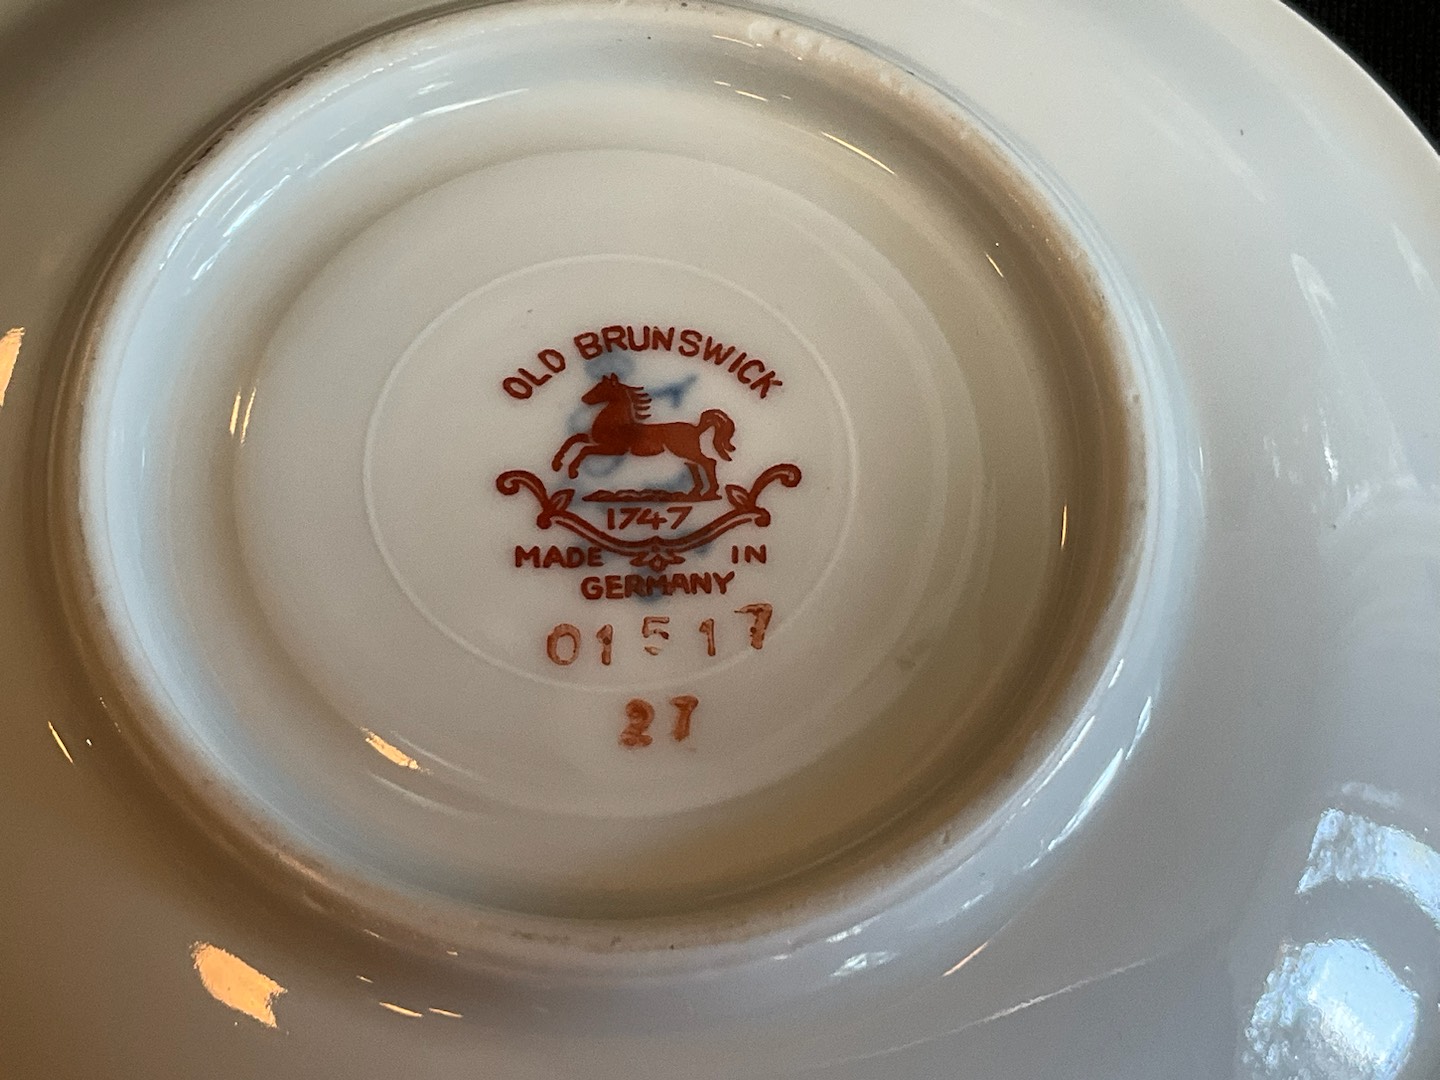 OLD BRUNSWICK
1747
MADE IN
GERMANY
01517
27